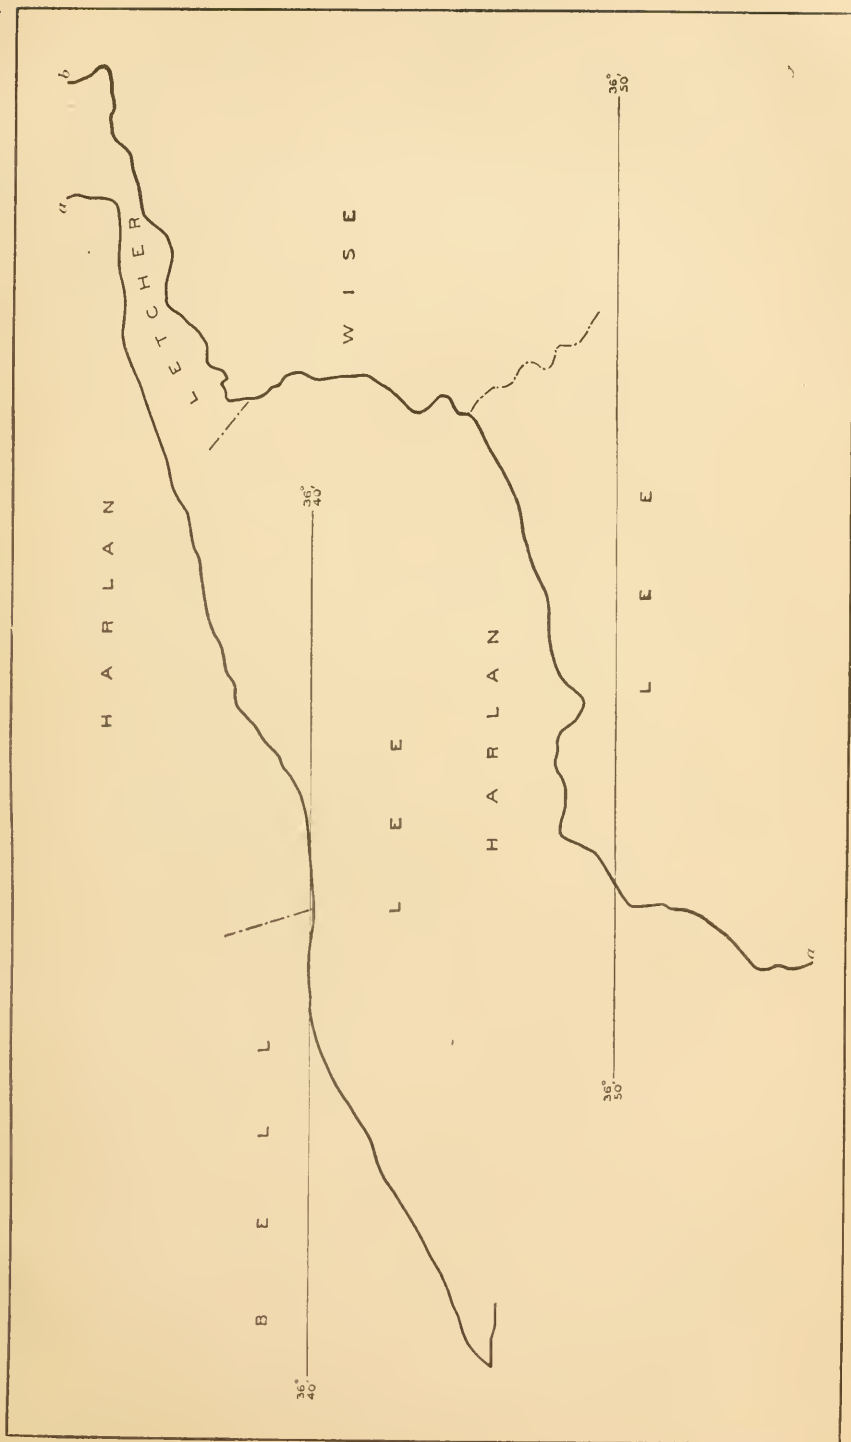 HARLAN
a
b
LETCHER
WISE
BELL
36° 40'
36° 40'
LEE
HARLAN
36° 50'
36° 50'
LEE
a